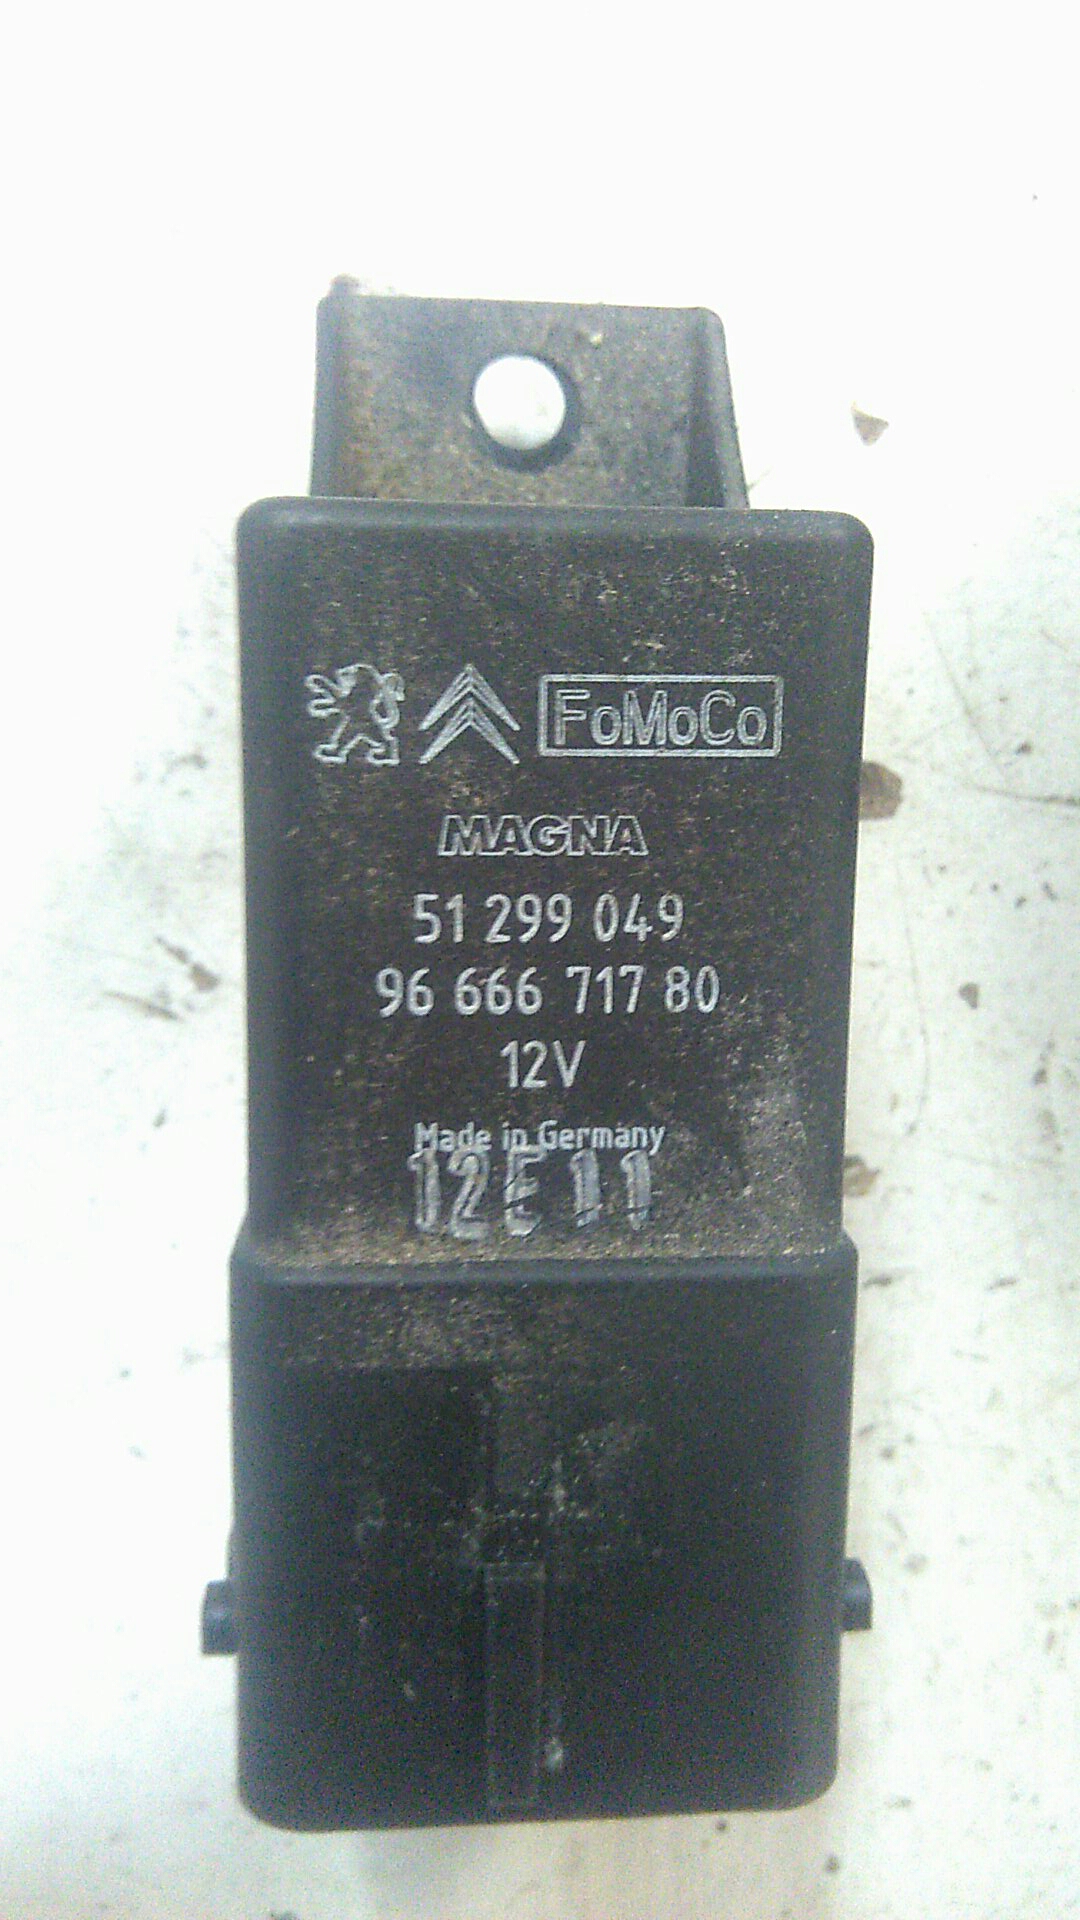 FoMoCo
MAGNA
51 299 049
96 666 717 80
12V
Made in Germany
12E11